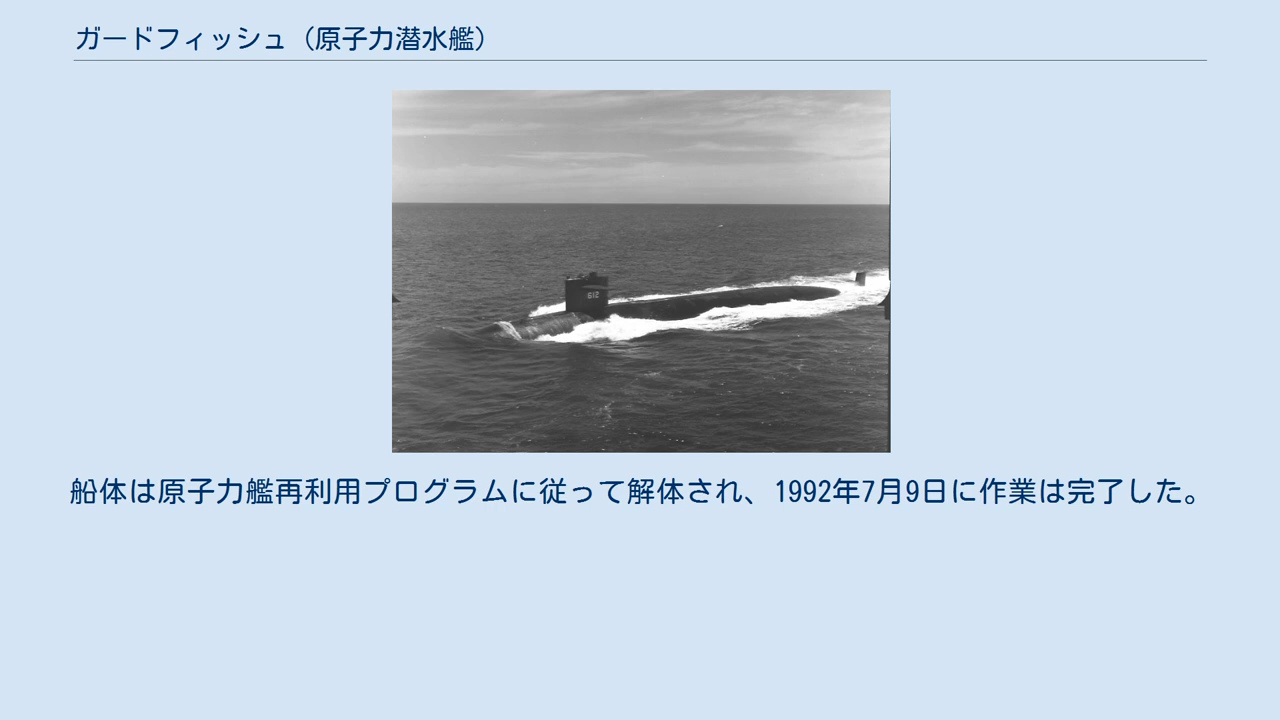 ガードフィッシュ（原子力潜水艦）
612
船体は原子力艦再利用プログラムに従って解体され、1992年7月9日に作業は完了した。